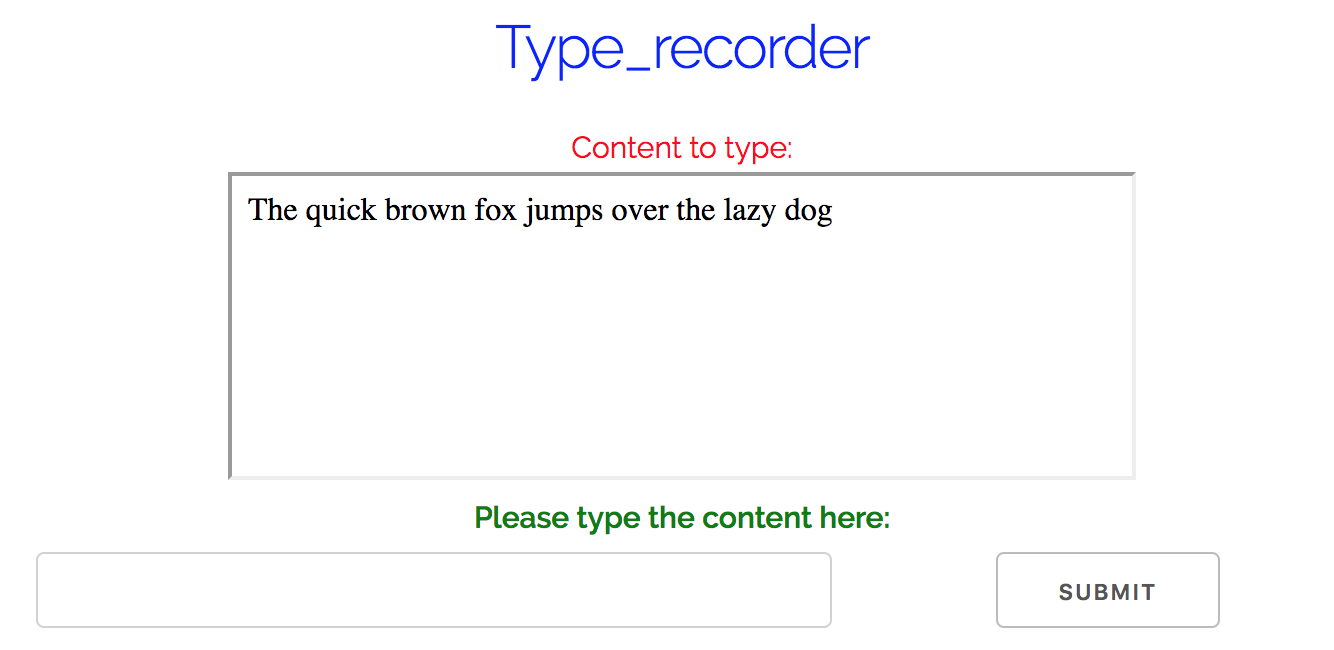 Type_recorder
Content to type:
The quick brown fox jumps over the lazy dog
Please type the content here:
SUBMIT